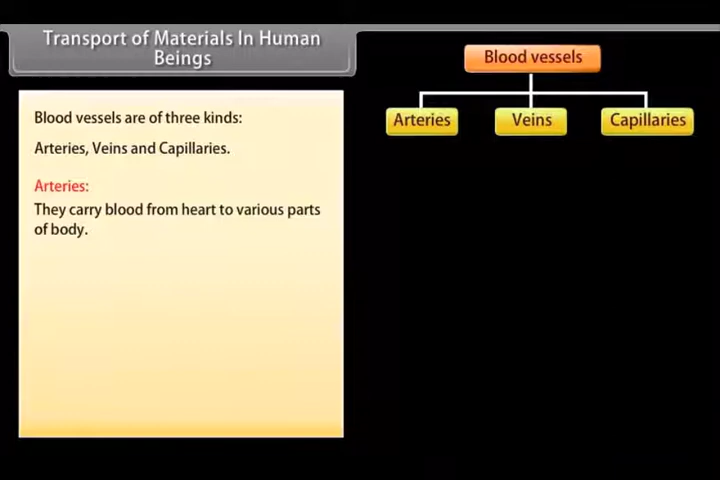 Transport of Materials In Human
Beings
Blood vessels are of three kinds:
Arteries, Veins and Capillaries.
Arteries:
They carry blood from heart to various parts
of body.
Blood vessels
Arteries
Veins
Capillaries